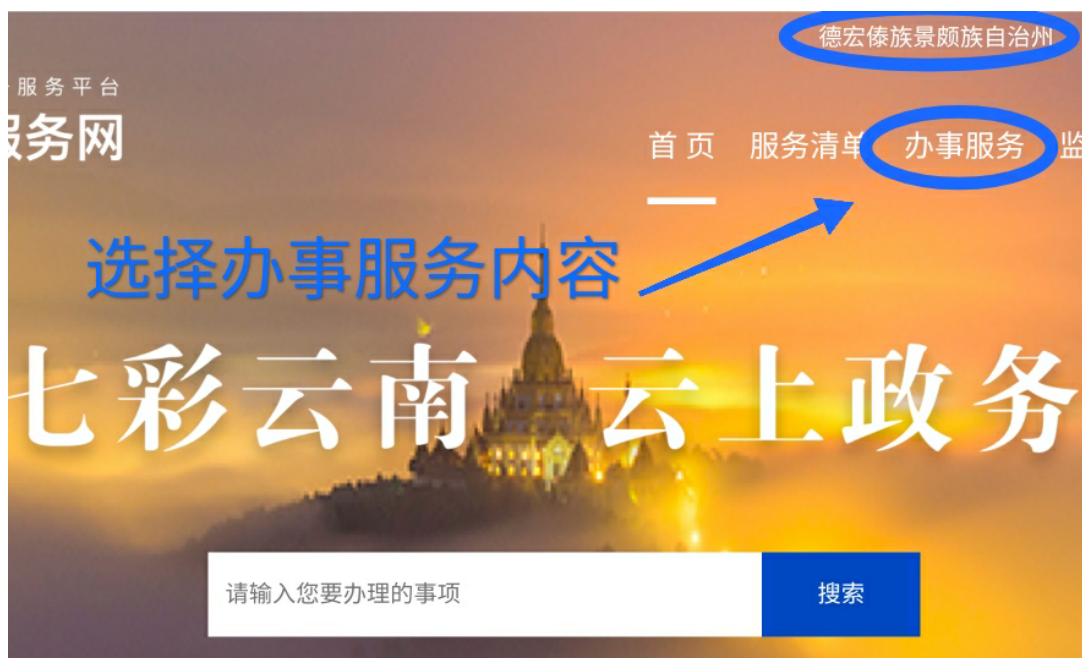 德宏傣族景颇族自治州
服务平台
服务网
首页 服务清单 办事服务 监
选择办事服务内容
七彩云南 云上政务
请输入您要办理的事项 搜索